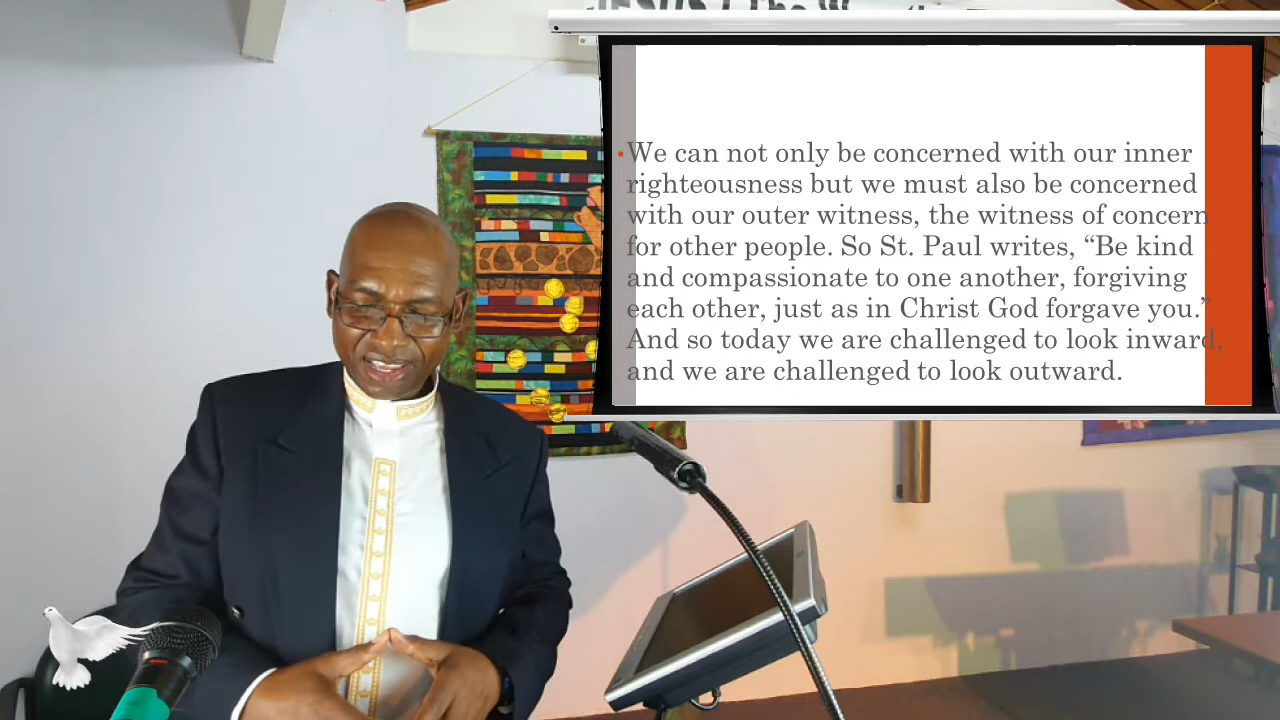 JESUS
•We can not only be concerned with our inner
righteousness but we must also be concerned
with our outer witness, the witness of concern
for other people. So St. Paul writes, “Be kind
and compassionate to one another, forgiving
each other, just as in Christ God forgave you.”
And so today we are challenged to look inward,
and we are challenged to look outward.